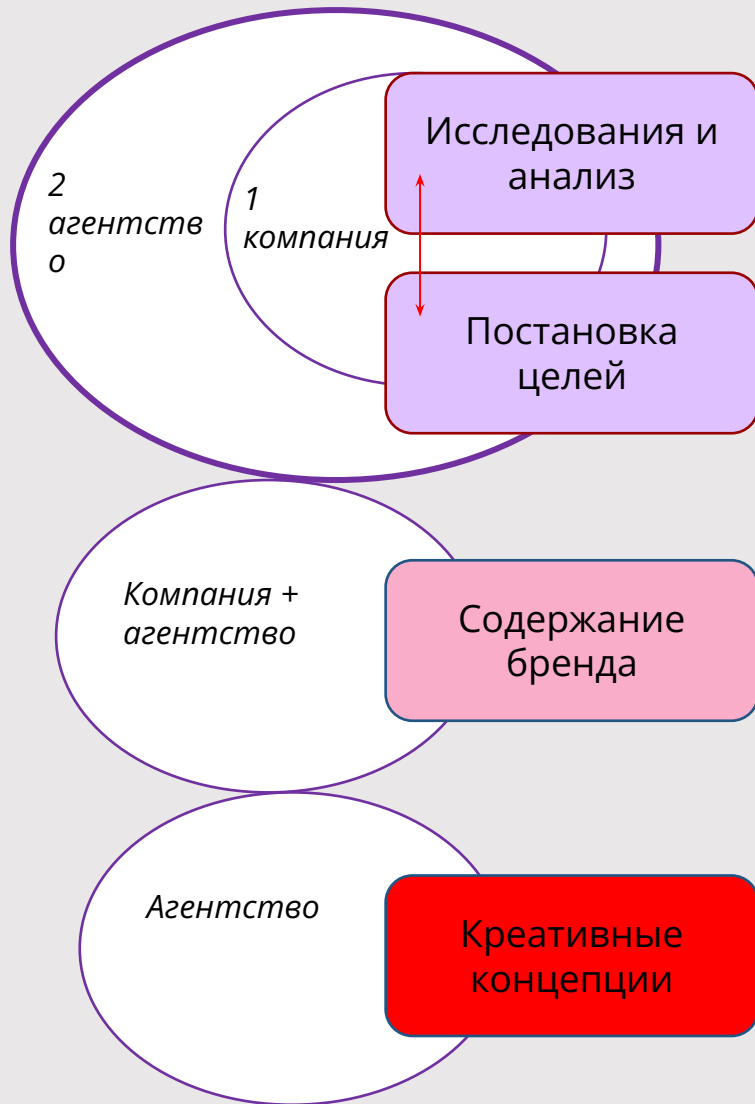 Исследования и
анализ
2
агентств
о
1
компания
Постановка
целей
Компания +
агентство
Содержание
бренда
Агентство
Креативные
концепции